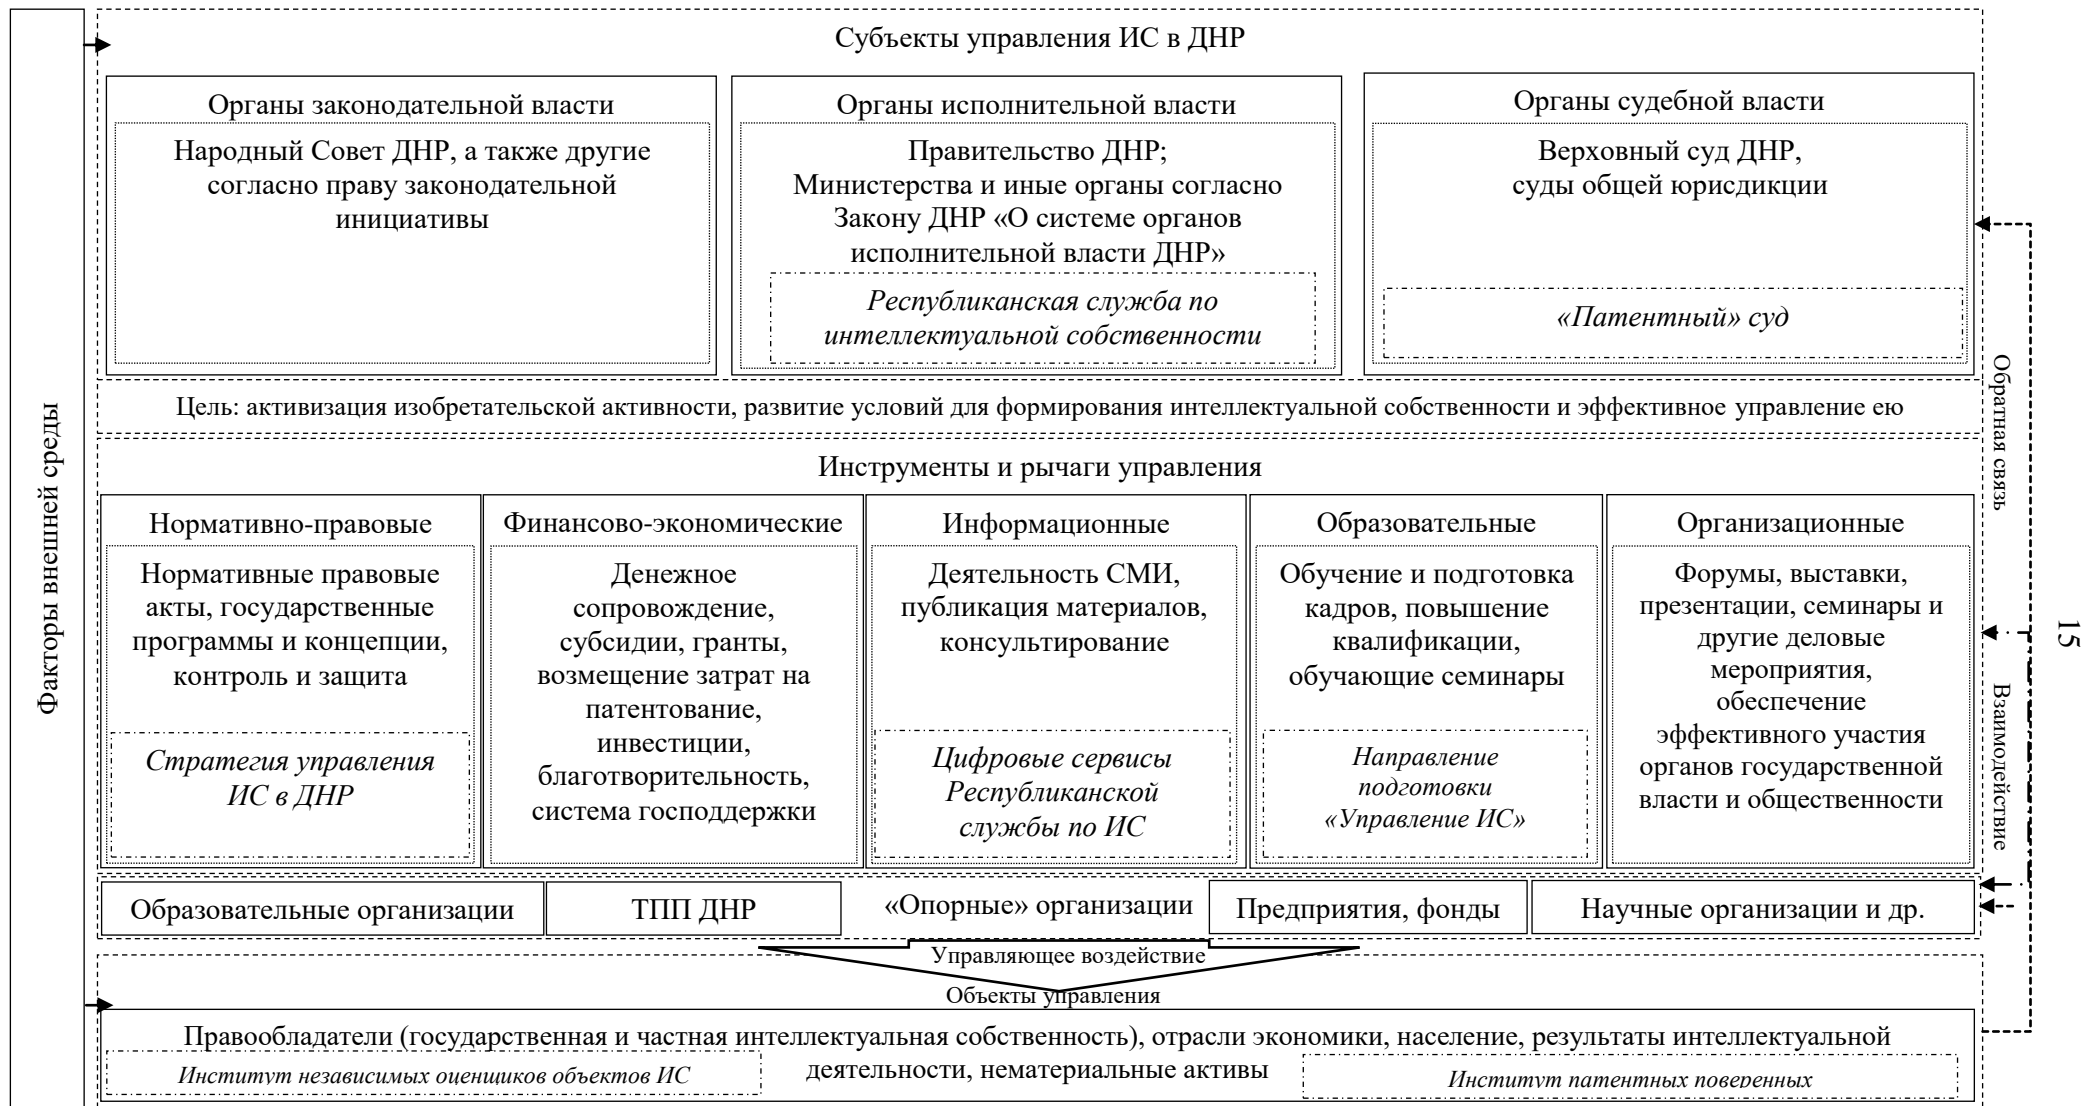 Факторы внешней среды
Субъекты управления ИС в ДНР
Органы законодательной власти
Народный Совет ДНР, а также другие
согласно праву законодательной
инициативы
Органы исполнительной власти
Правительство ДНР;
Министерства и иные органы согласно
Закону ДНР «О системе органов
исполнительной власти ДНР»
Республиканская служба по
интеллектуальной собственности
Органы судебной власти
Верховный суд ДНР,
суды общей юрисдикции
«Патентный» суд
Цель: активизация изобретательской активности, развитие условий для формирования интеллектуальной собственности и эффективное управление ею
Инструменты и рычаги управления
Нормативно-правовые
Нормативные правовые
акты, государственные
программы и концепции,
контроль и защита
Стратегия управления
ИС в ДНР
Финансово-экономические
Денежное
сопровождение,
субсидии, гранты,
возмещение затрат на
патентование,
инвестиции,
благотворительность,
система господдержки
Информационные
Деятельность СМИ,
публикация материалов,
консультирование
Цифровые сервисы
Республиканской
службы по ИС
Образовательные
Обучение и подготовка
кадров, повышение
квалификации,
обучающие семинары
Направление
подготовки
«Управление ИС»
Организационные
Форумы, выставки,
презентации, семинары и
другие деловые
мероприятия,
обеспечение
эффективного участия
органов государственной
власти и общественности
Образовательные организации
ТПП ДНР
«Опорные» организации
Предприятия, фонды
Научные организации и др.
Управляющее воздействие
Объекты управления
Правообладатели (государственная и частная интеллектуальная собственность), отрасли экономики, население, результаты интеллектуальной
деятельности, нематериальные активы
Институт независимых оценщиков объектов ИС
Институт патентных поверенных
Обратная связь
Взаимодействие
15